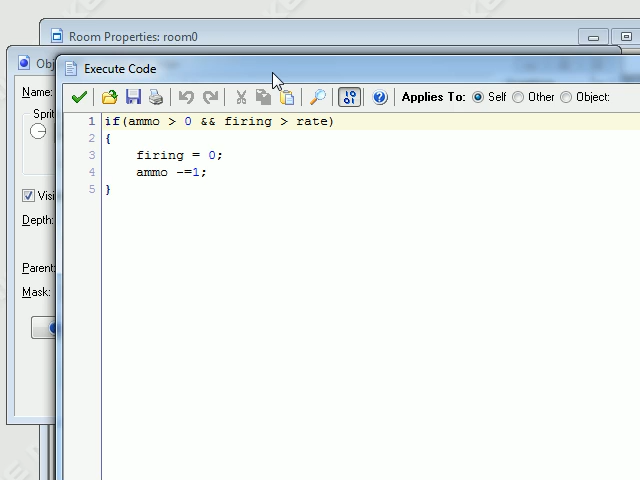 Room Properties: room0
Obj
Execute Code
Name:
Applies To: Self Other Object:
Sprit
1 if(ammo > 0 && firing > rate)
2 {
3 firing = 0;
4 ammo -=1;
5 }
Visi
Depth:
Parent:
Mask: